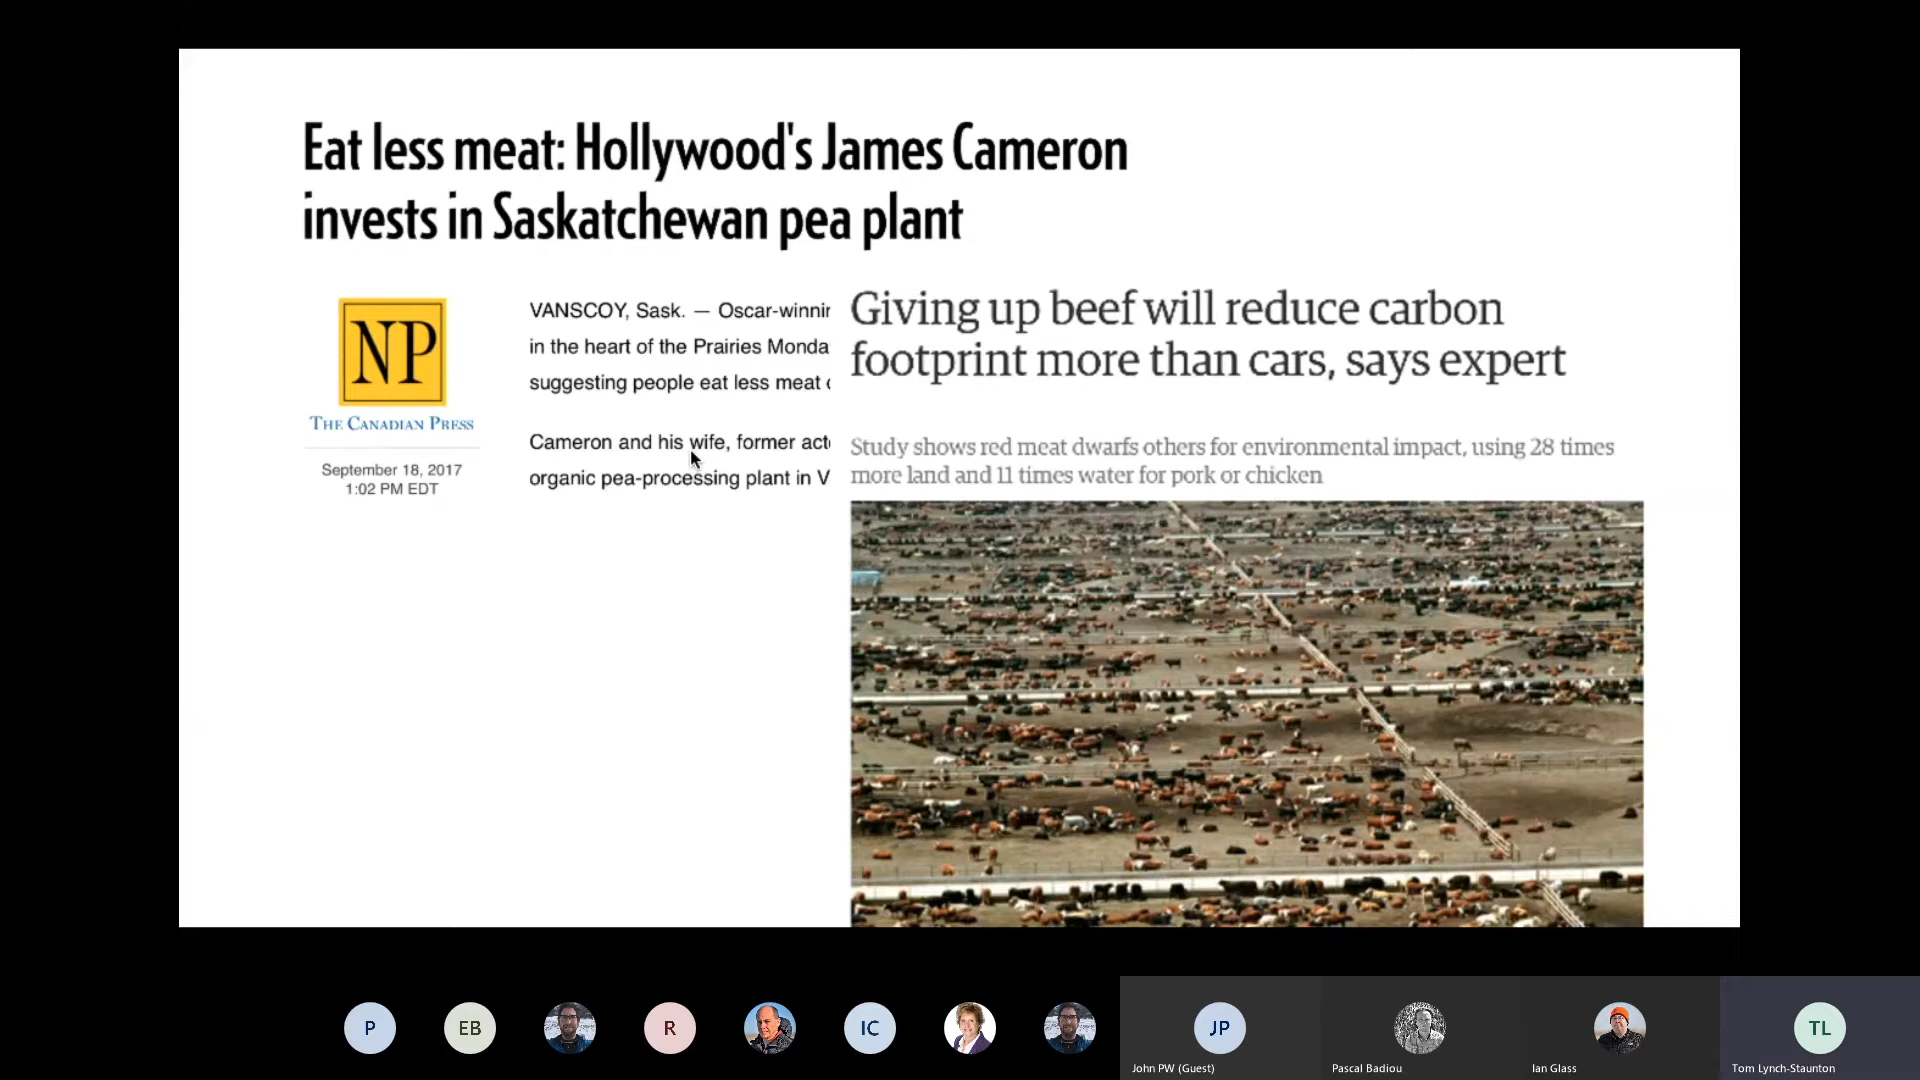 Eat less meat: Hollywood's James Cameron
invests in Saskatchewan pea plant
NP
THE CANADIAN PRESS
September 18, 2017
1:02 PM EDT
VANSCOY, Sask. — Oscar-winnin
in the heart of the Prairies Monda
suggesting people eat less meat
Cameron and his wife, former act
organic pea-processing plant in V
Giving up beef will reduce carbon
footprint more than cars, says expert
Study shows red meat dwarfs others for environmental impact, using 28 times
more land and 11 times water for pork or chicken
P
EB
R
IC
JP
TL
John PW (Guest)
Pascal Badiou
Ian Glass
Tom Lynch-Staunton